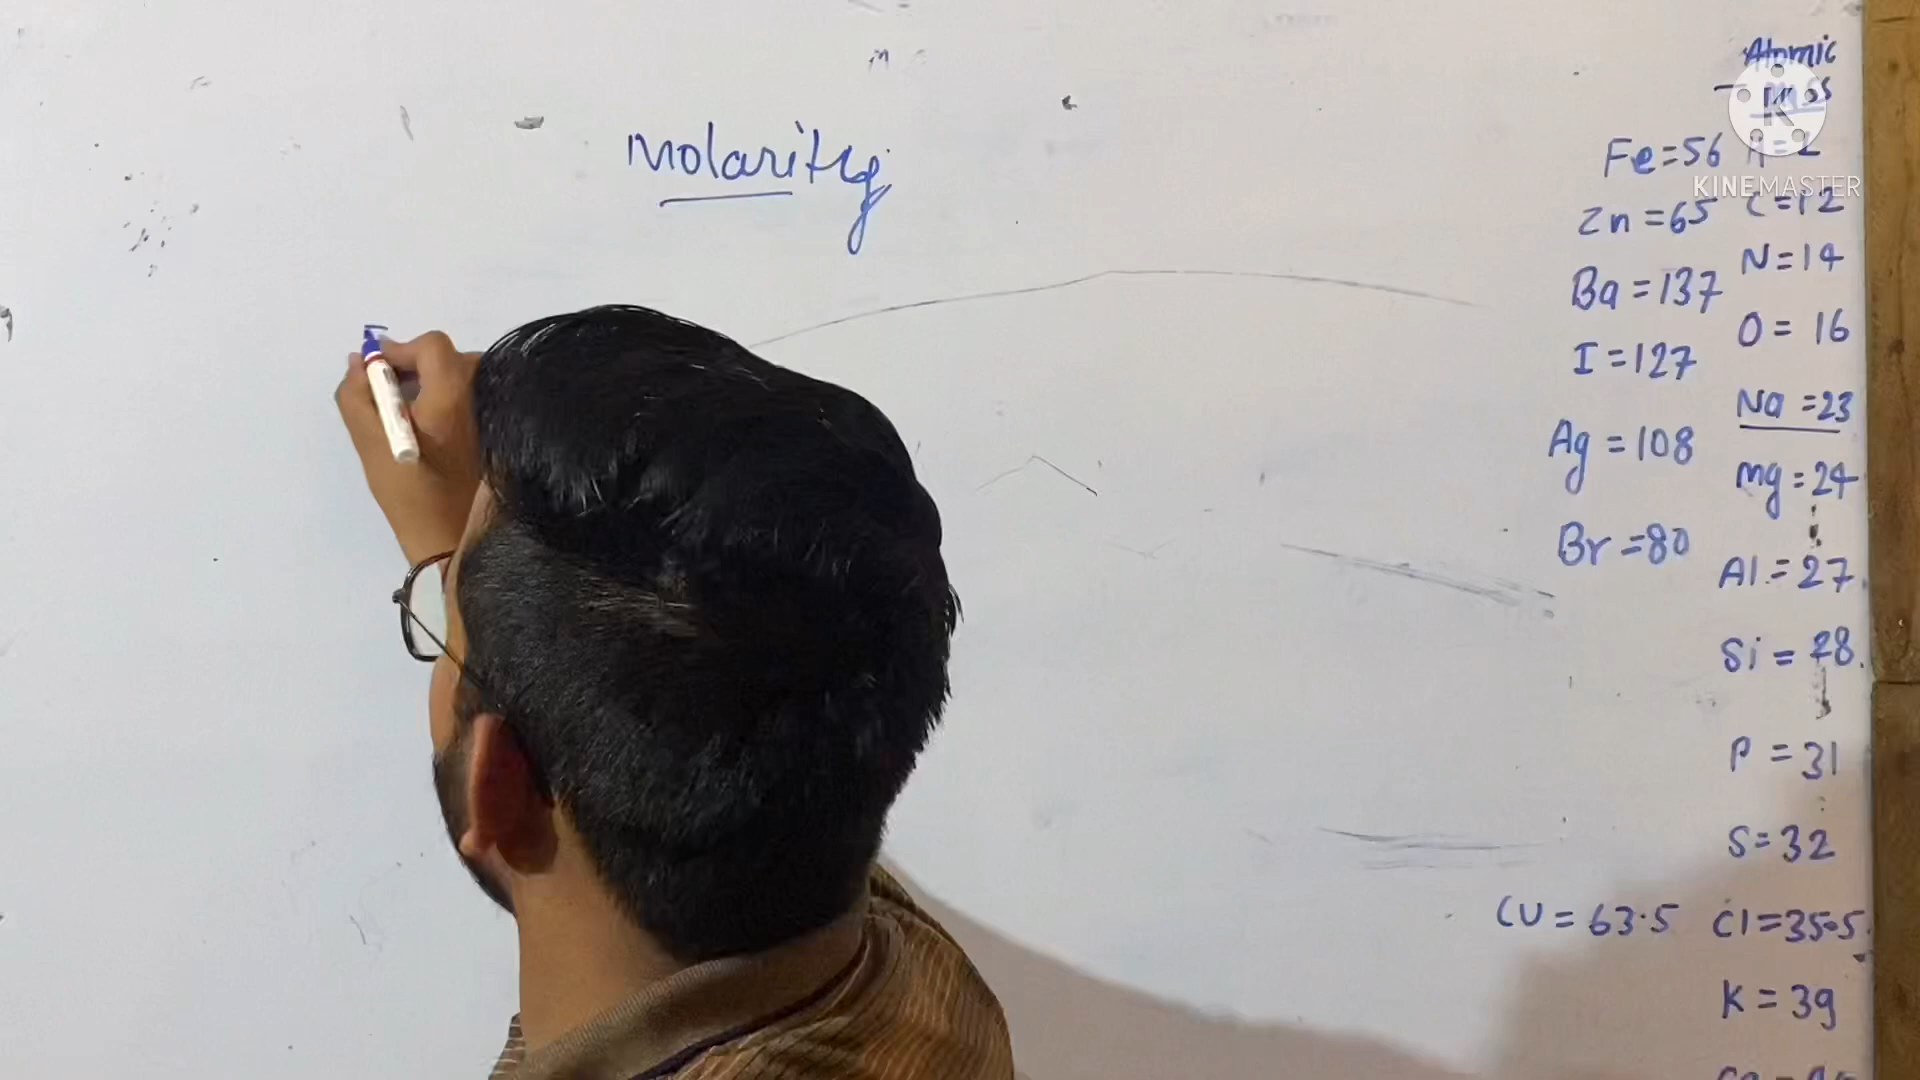 Molarity
Atomic
mss
KINEMASTER
Fe=56
Zn=65
Ba=137
I=127
Ag=108
Br=80
Cu=63.5
C=12
N=14
O=16
Na=23
Mg=24
Al=27
Si=28
P=31
S=32
Cl=35.5
K=39